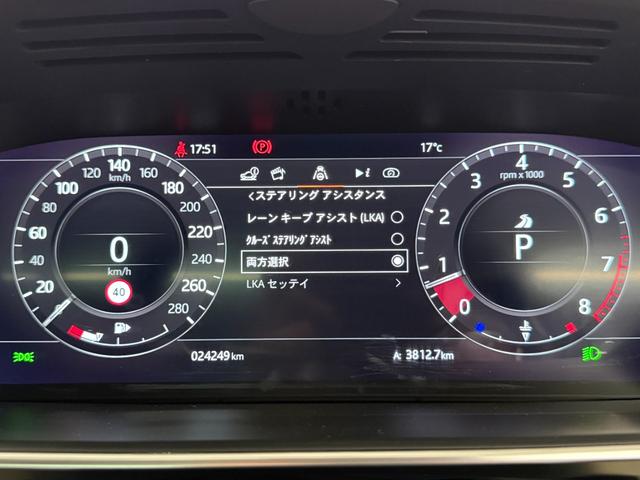 17:51
17℃
20
40
60
80
100
120
140
160
180
200
220
240
260
280
0
km/h
40
<ステアリング アシスタンス
レーン キープ アシスト (LKA)
ｸﾙｰｽﾞ ｽﾃｱﾘﾝｸﾞ ｱｼｽﾄ
両方選択
LKA セッテイ >
0
1
2
3
4
5
6
7
8
rpm x 1000
P
024249 km
A: 3812.7 km